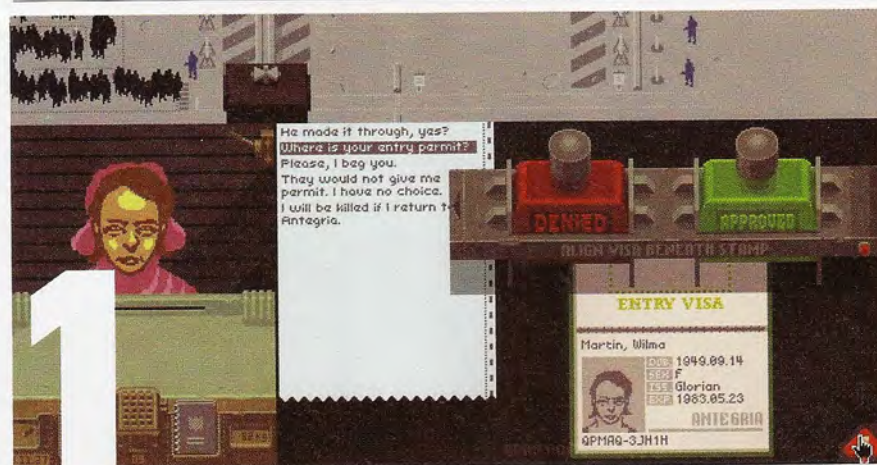 He made it through, yes?
Where is your entry permit?
Please, I beg you.
They would not give me
permit. I have no choice.
I will be killed if I return t
Antegria.
DENIED
APPROVED
ALIGN VISA BENEATH STAMP
ENTRY VISA
Martin, Wilma
DOB 1949.09.14
SEX F
ISS Glorian
EXP 1983.05.23
ANTEGRIA
QPMAQ-3JH1H
1